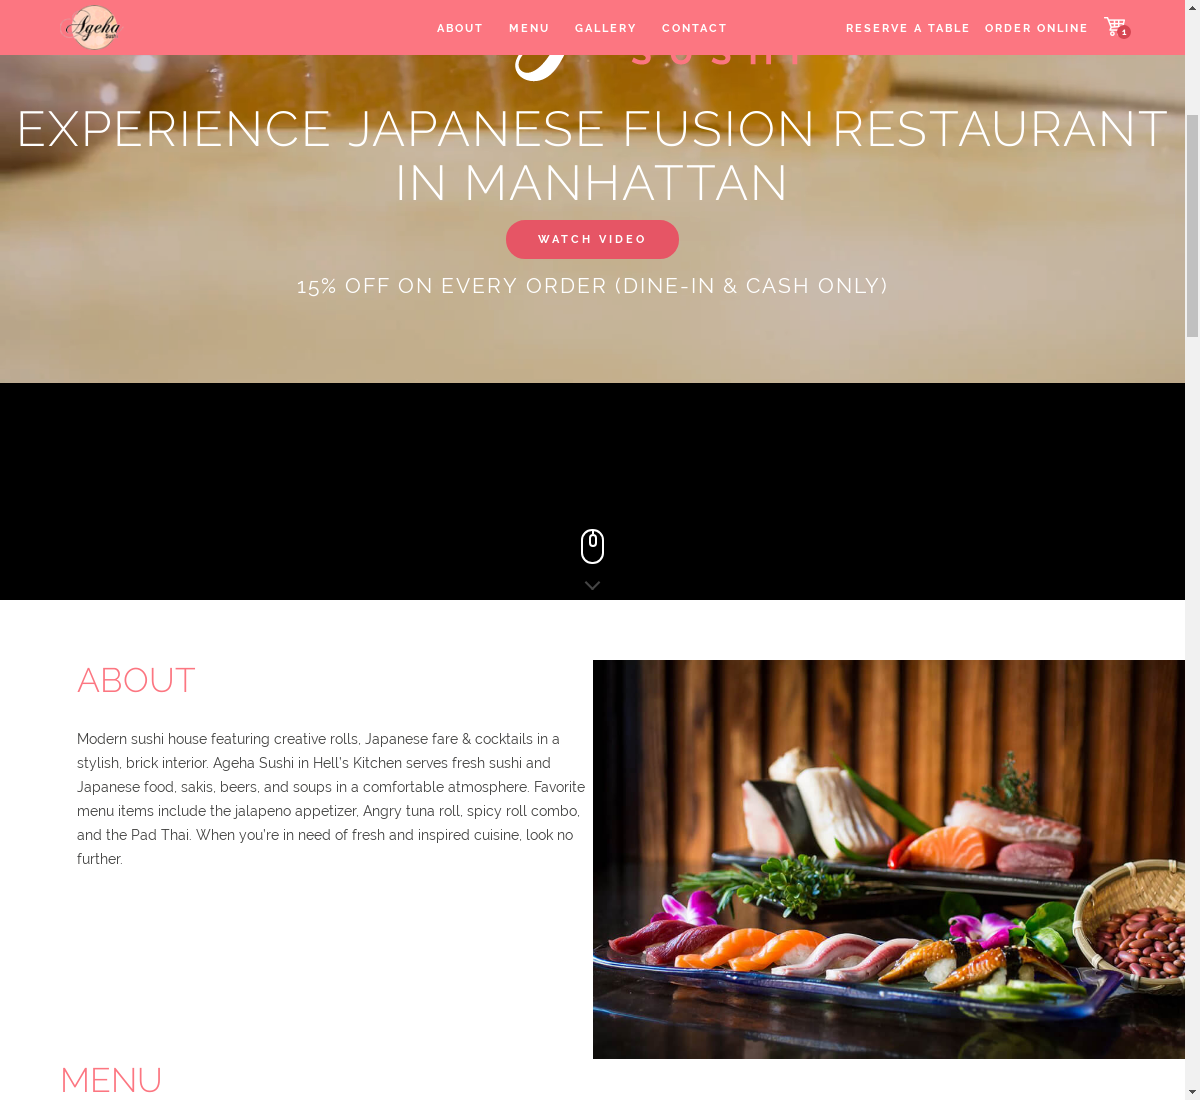 Ageha
ABOUT MENU GALLERY CONTACT RESERVE A TABLE ORDER ONLINE 1
SUSHI
EXPERIENCE JAPANESE FUSION RESTAURANT
IN MANHATTAN
WATCH VIDEO
15% OFF ON EVERY ORDER (DINE-IN & CASH ONLY)
ABOUT
Modern sushi house featuring creative rolls, Japanese fare & cocktails in a
stylish, brick interior. Ageha Sushi in Hell's Kitchen serves fresh sushi and
Japanese food, sakis, beers, and soups in a comfortable atmosphere. Favorite
menu items include the jalapeno appetizer, Angry tuna roll, spicy roll combo,
and the Pad Thai. When you're in need of fresh and inspired cuisine, look no
further.
MENU